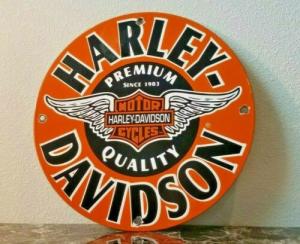 HARLEY-
PREMIUM
SINCE 1903
MOTOR
HARLEY-DAVIDSON
CYCLES
QUALITY
DAVIDSON